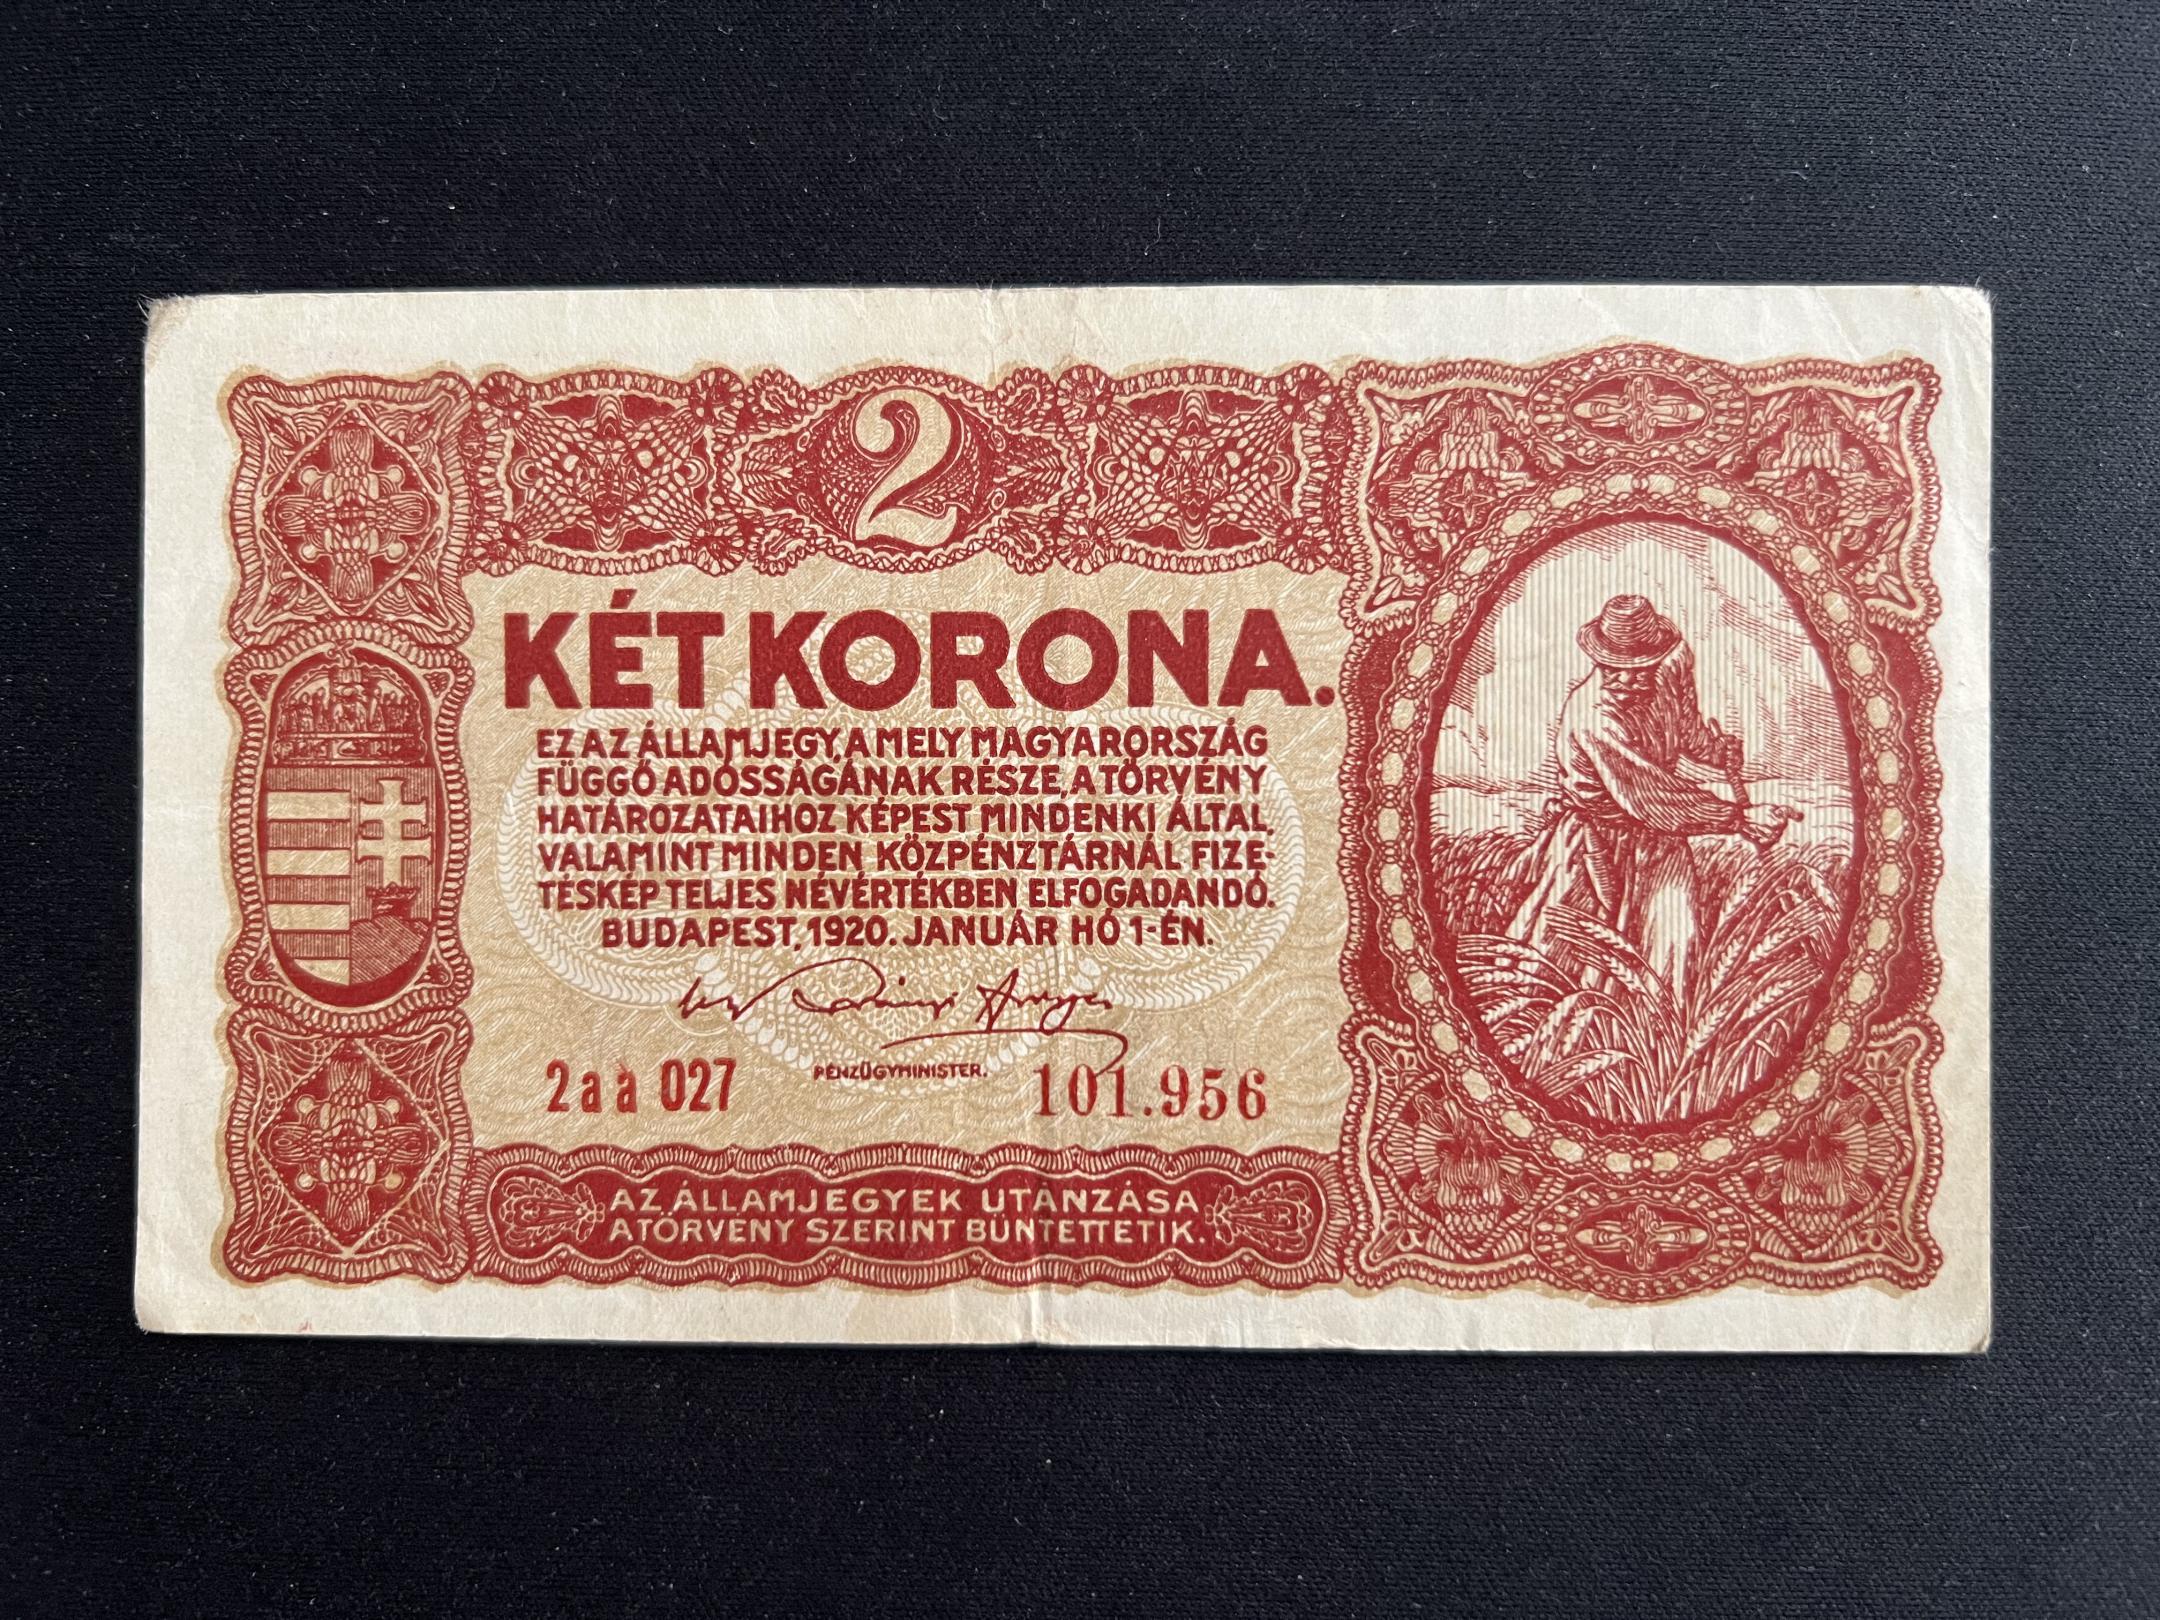 2
KÉT KORONA.
EZ AZ ÁLLAMJEGY, AMELY MAGYARORSZÁG
FÜGGŐ ADÓSSÁGÁNAK RÉSZE, A TÖRVÉNY
HATÁROZATAIHOZ KÉPEST MINDENKI ÁLTAL,
VALAMINT MINDEN KÖZPÉNZTÁRNÁL FIZE-
TÉSKÉP TELJES NÉVÉRTÉKBEN ELFOGADANDÓ.
BUDAPEST, 1920. JANUÁR HÓ 1-ÉN.
PÉNZÜGYMINISTER.
2aa 027 101.956
AZ ÁLLAMJEGYEK UTÁNZÁSA
A TÖRVÉNY SZERINT BÜNTETTETIK.